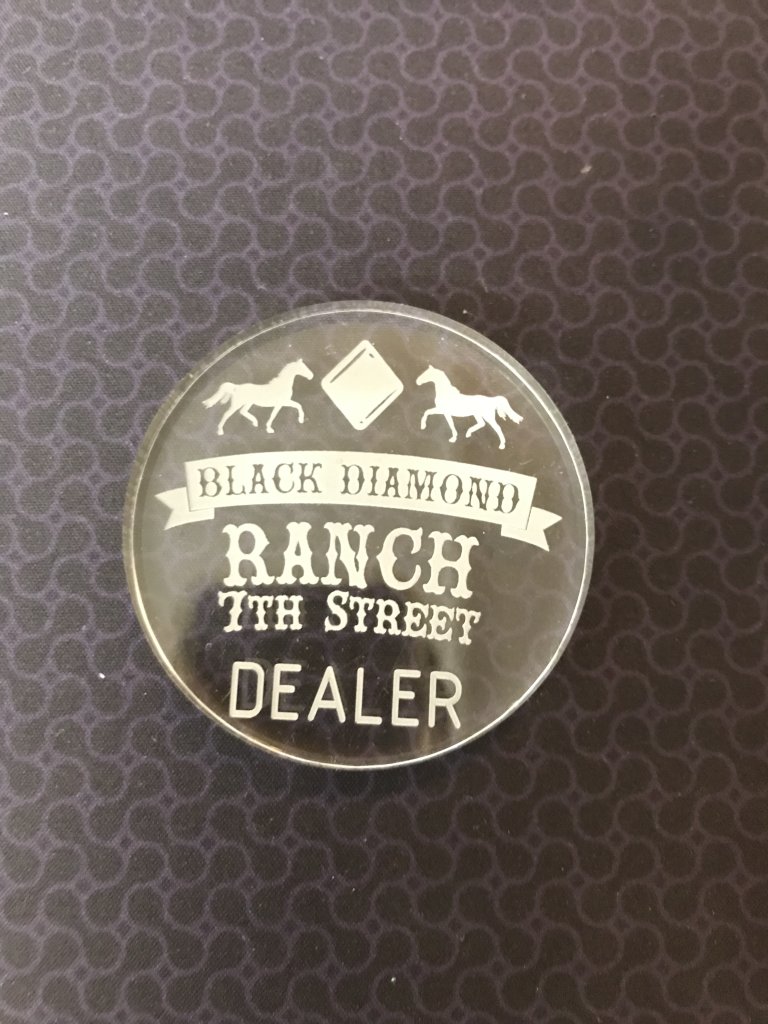 BLACK DIAMOND
RANCH
7TH STREET
DEALER